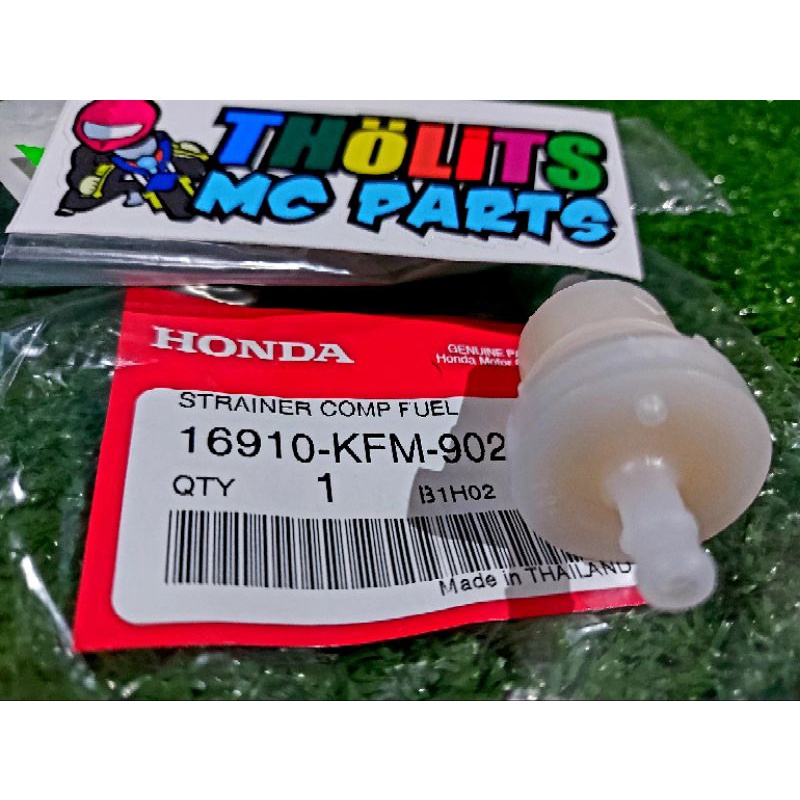 THÖLiTS
MC PARTS
HONDA
GENUINE
Honda Motor
STRAINER COMP FUEL
16910-KFM-902
QTY 1 B1H02
Made in THAILAND